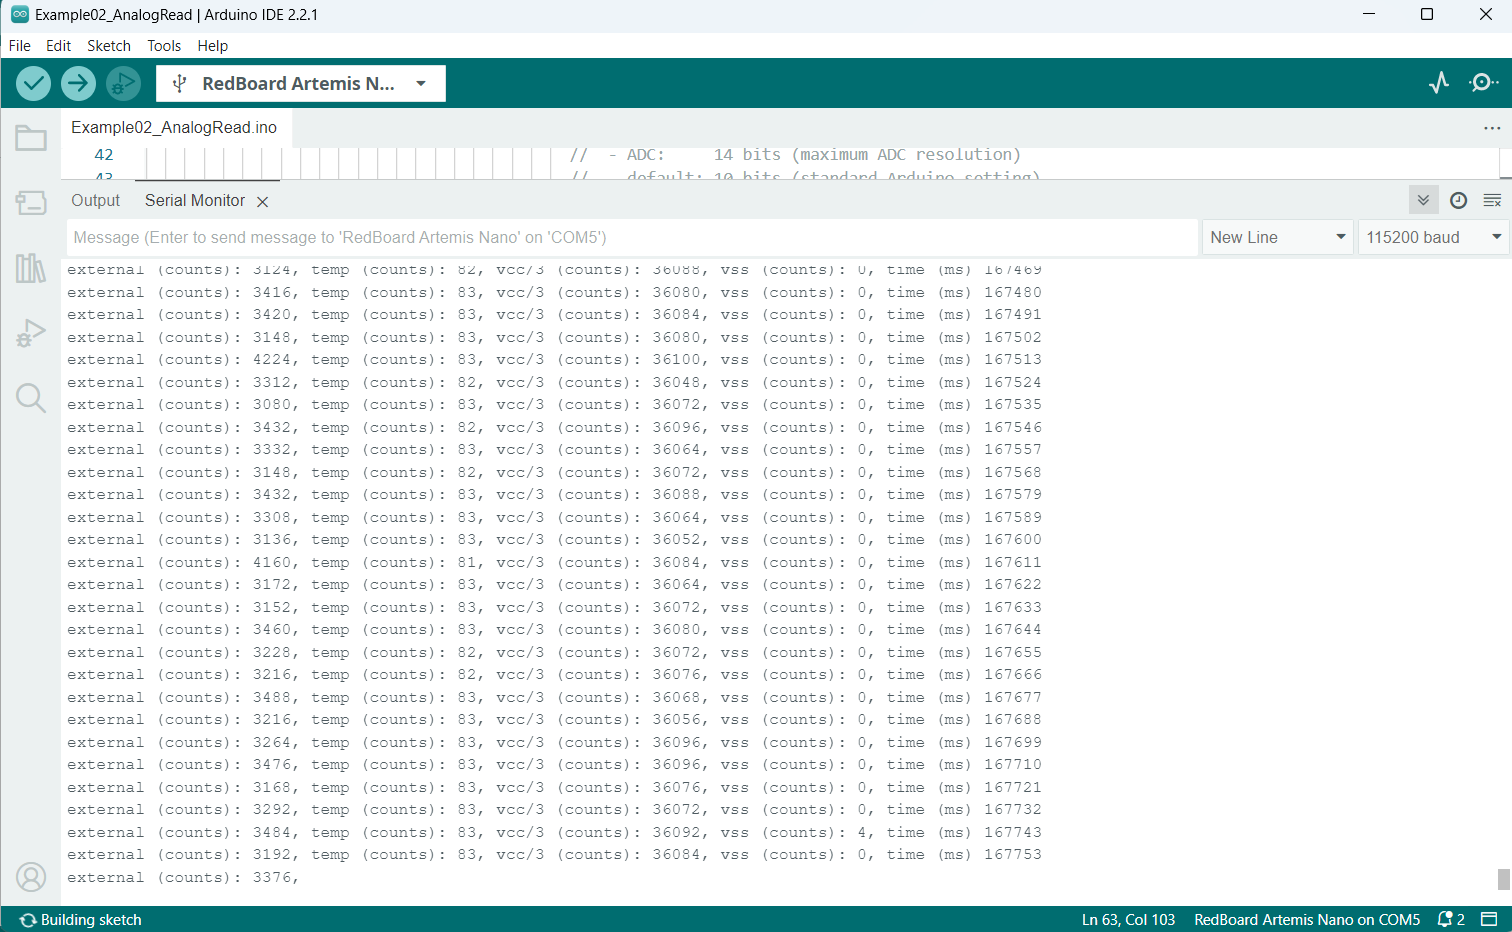 Example02_AnalogRead | Arduino IDE 2.2.1
File Edit Sketch Tools Help
RedBoard Artemis N...
Example02_AnalogRead.ino
42 // - ADC: 14 bits (maximum ADC resolution)
43 // - default: 10 bits (standard Arduino setting)
Output Serial Monitor
Message (Enter to send message to 'RedBoard Artemis Nano' on 'COM5') New Line 115200 baud
external (counts): 3124, temp (counts): 82, vcc/3 (counts): 36088, vss (counts): 0, time (ms) 167469
external (counts): 3416, temp (counts): 83, vcc/3 (counts): 36080, vss (counts): 0, time (ms) 167480
external (counts): 3420, temp (counts): 83, vcc/3 (counts): 36084, vss (counts): 0, time (ms) 167491
external (counts): 3148, temp (counts): 83, vcc/3 (counts): 36080, vss (counts): 0, time (ms) 167502
external (counts): 4224, temp (counts): 83, vcc/3 (counts): 36100, vss (counts): 0, time (ms) 167513
external (counts): 3312, temp (counts): 82, vcc/3 (counts): 36048, vss (counts): 0, time (ms) 167524
external (counts): 3080, temp (counts): 83, vcc/3 (counts): 36072, vss (counts): 0, time (ms) 167535
external (counts): 3432, temp (counts): 82, vcc/3 (counts): 36096, vss (counts): 0, time (ms) 167546
external (counts): 3332, temp (counts): 83, vcc/3 (counts): 36064, vss (counts): 0, time (ms) 167557
external (counts): 3148, temp (counts): 82, vcc/3 (counts): 36072, vss (counts): 0, time (ms) 167568
external (counts): 3432, temp (counts): 83, vcc/3 (counts): 36088, vss (counts): 0, time (ms) 167579
external (counts): 3308, temp (counts): 83, vcc/3 (counts): 36064, vss (counts): 0, time (ms) 167589
external (counts): 3136, temp (counts): 83, vcc/3 (counts): 36052, vss (counts): 0, time (ms) 167600
external (counts): 4160, temp (counts): 81, vcc/3 (counts): 36084, vss (counts): 0, time (ms) 167611
external (counts): 3172, temp (counts): 83, vcc/3 (counts): 36064, vss (counts): 0, time (ms) 167622
external (counts): 3152, temp (counts): 83, vcc/3 (counts): 36072, vss (counts): 0, time (ms) 167633
external (counts): 3460, temp (counts): 83, vcc/3 (counts): 36080, vss (counts): 0, time (ms) 167644
external (counts): 3228, temp (counts): 82, vcc/3 (counts): 36072, vss (counts): 0, time (ms) 167655
external (counts): 3216, temp (counts): 82, vcc/3 (counts): 36076, vss (counts): 0, time (ms) 167666
external (counts): 3488, temp (counts): 83, vcc/3 (counts): 36068, vss (counts): 0, time (ms) 167677
external (counts): 3216, temp (counts): 83, vcc/3 (counts): 36056, vss (counts): 0, time (ms) 167688
external (counts): 3264, temp (counts): 83, vcc/3 (counts): 36096, vss (counts): 0, time (ms) 167699
external (counts): 3476, temp (counts): 83, vcc/3 (counts): 36096, vss (counts): 0, time (ms) 167710
external (counts): 3168, temp (counts): 83, vcc/3 (counts): 36076, vss (counts): 0, time (ms) 167721
external (counts): 3292, temp (counts): 83, vcc/3 (counts): 36072, vss (counts): 0, time (ms) 167732
external (counts): 3484, temp (counts): 83, vcc/3 (counts): 36092, vss (counts): 4, time (ms) 167743
external (counts): 3192, temp (counts): 83, vcc/3 (counts): 36084, vss (counts): 0, time (ms) 167753
external (counts): 3376,
Building sketch Ln 63, Col 103 RedBoard Artemis Nano on COM5 2